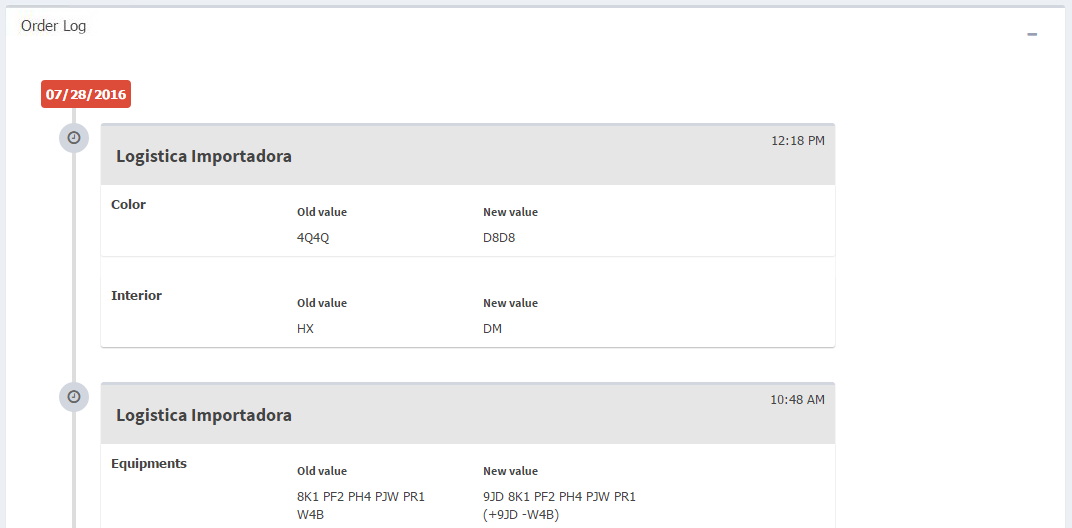 Order Log
07/28/2016
12:18 PM
Logistica Importadora
Color
Old value
New value
4Q4Q
D8D8
Interior
Old value
New value
HX
DM
10:48 AM
Logistica Importadora
Equipments
Old value
New value
8K1 PF2 PH4 PJW PR1
W4B
9JD 8K1 PF2 PH4 PJW PR1
(+9JD -W4B)